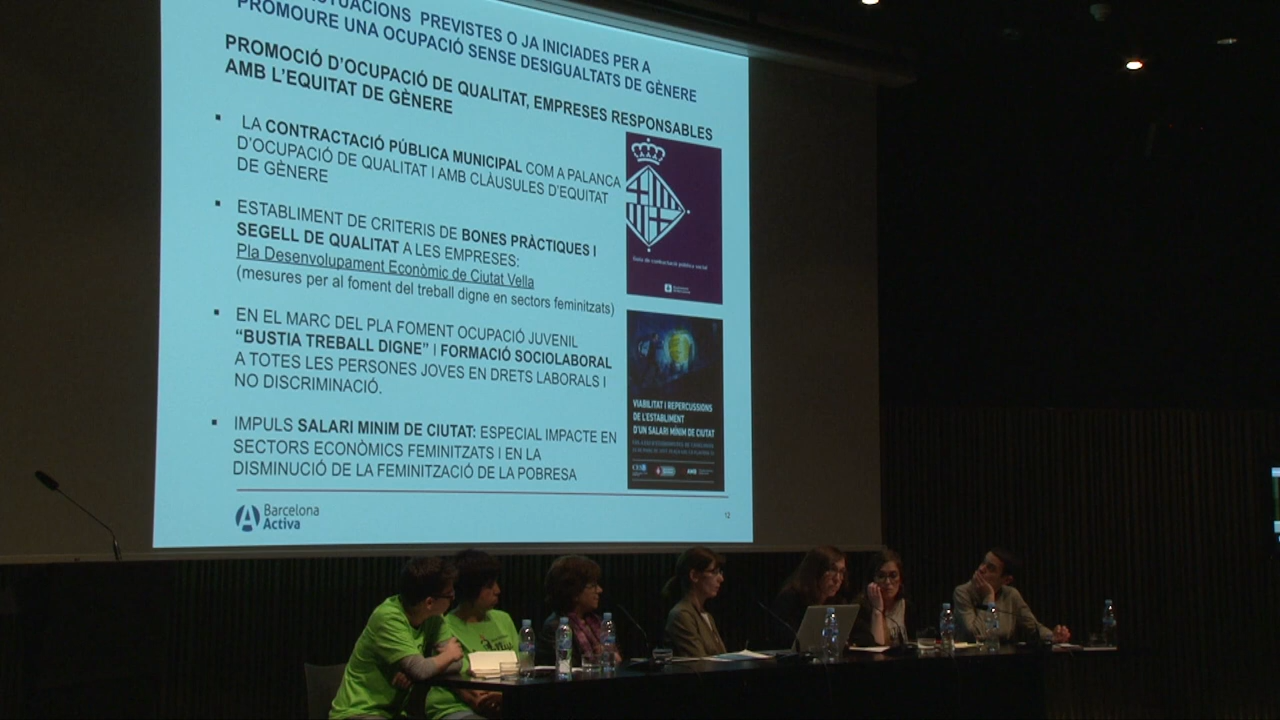 ACTUACIONS PREVISTES O JA INICIADES PER A
PROMOURE UNA OCUPACIÓ SENSE DESIGUALTATS DE GÈNERE
PROMOCIÓ D'OCUPACIÓ DE QUALITAT, EMPRESES RESPONSABLES
AMB L'EQUITAT DE GÈNERE
▪ LA CONTRACTACIÓ PÚBLICA MUNICIPAL COM A PALANCA
D'OCUPACIÓ DE QUALITAT I AMB CLÀUSULES D'EQUITAT
DE GÈNERE
▪ ESTABLIMENT DE CRITERIS DE BONES PRÀCTIQUES I
SEGELL DE QUALITAT A LES EMPRESES:
Pla Desenvolupament Econòmic de Ciutat Vella
(mesures per al foment del treball digne en sectors feminitzats)
▪ EN EL MARC DEL PLA FOMENT OCUPACIÓ JUVENIL
“BUSTIA TREBALL DIGNE” I FORMACIÓ SOCIOLABORAL
A TOTES LES PERSONES JOVES EN DRETS LABORALS I
NO DISCRIMINACIÓ.
▪ IMPULS SALARI MINIM DE CIUTAT: ESPECIAL IMPACTE EN
SECTORS ECONÒMICS FEMINITZATS I EN LA
DISMINUCIÓ DE LA FEMINITZACIÓ DE LA POBRESA
Guia de contractació pública social
VIABILITAT I REPERCUSSIONS
DE L'ESTABLIMENT
D'UN SALARI MÍNIM DE CIUTAT
Barcelona
Activa
12